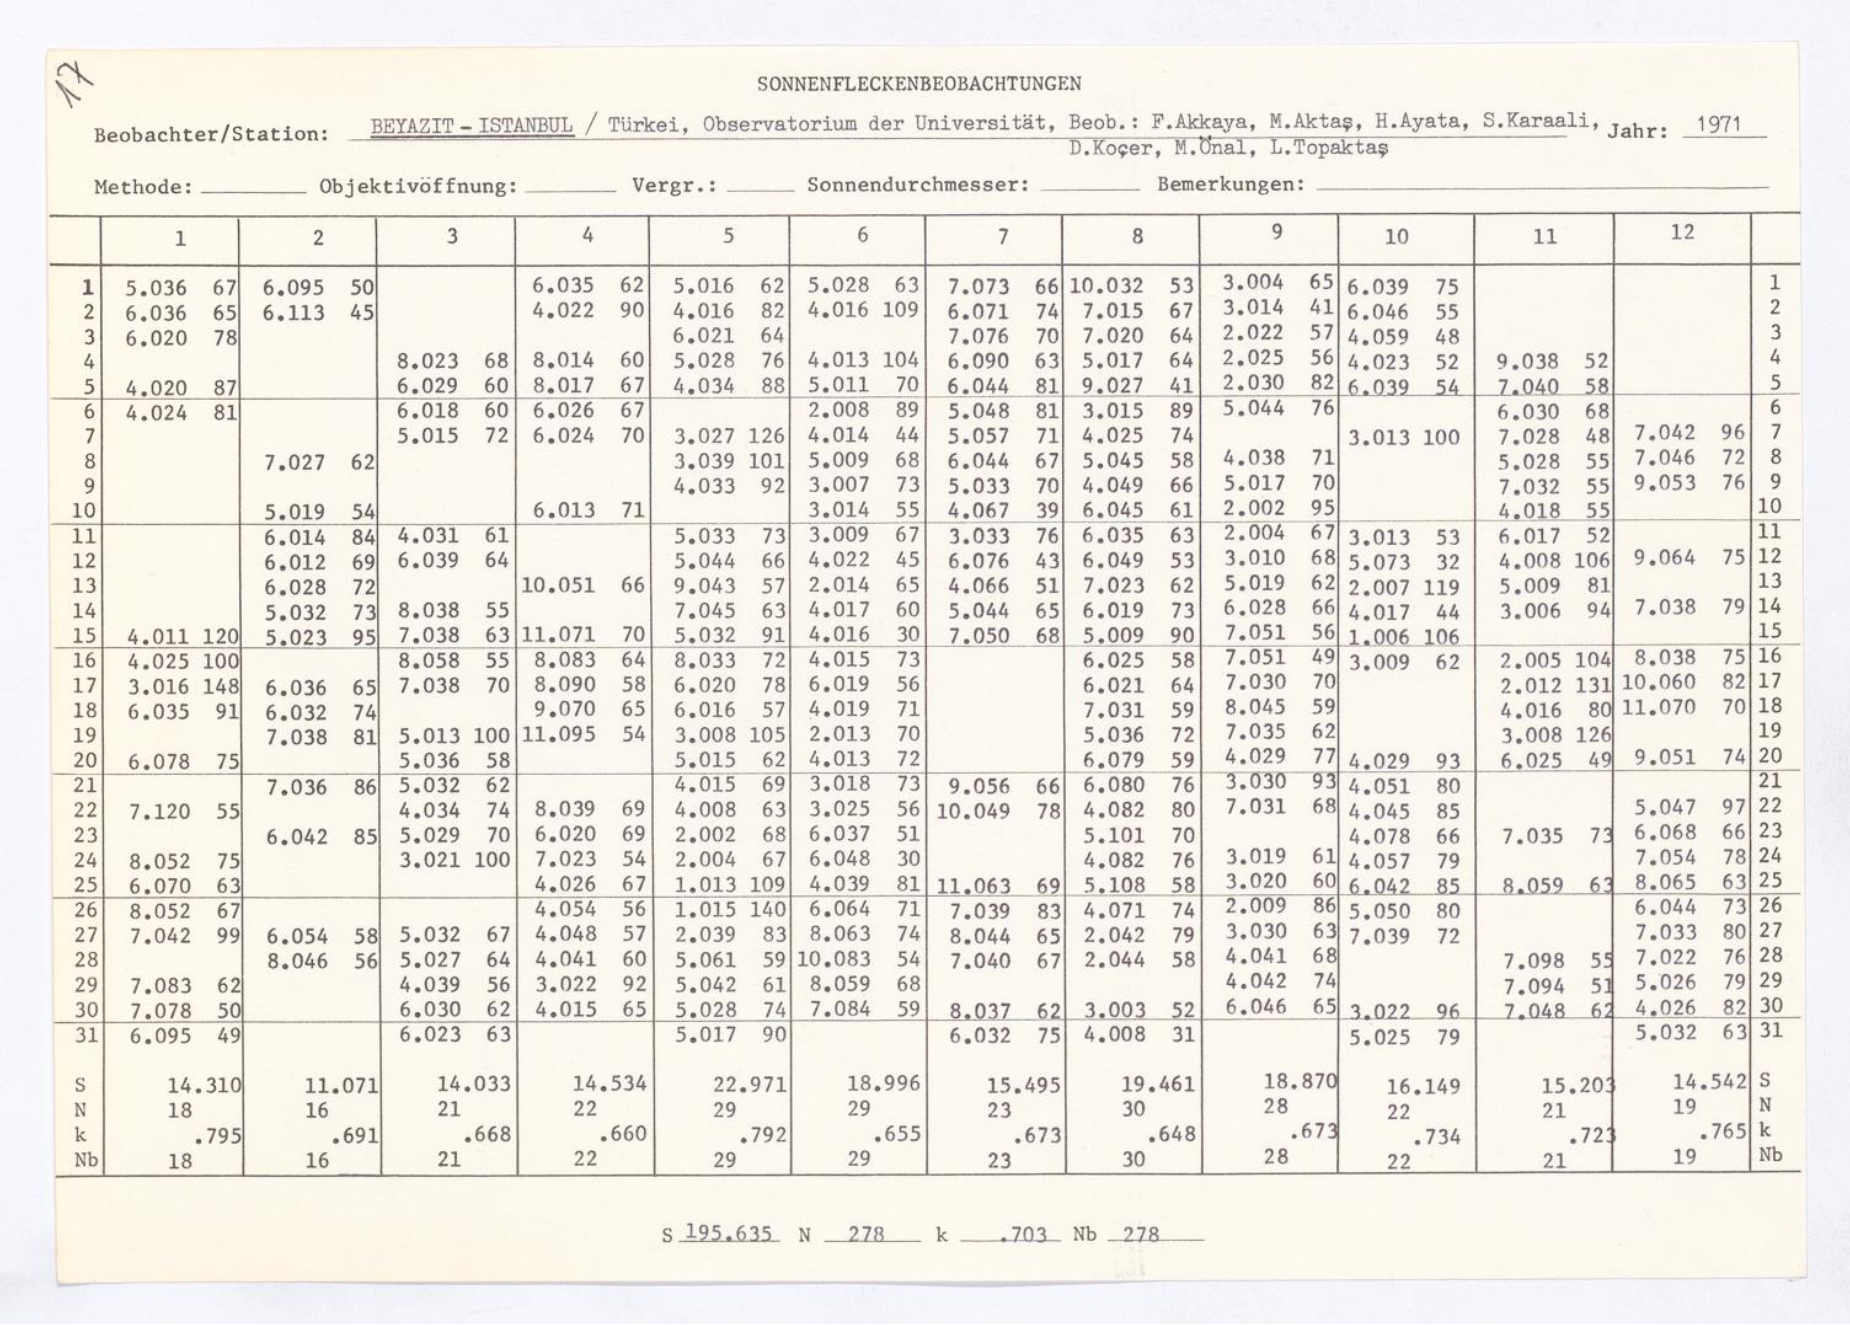 17
SONNENFLECKENBEOBACHTUNGEN
Beobachter/Station: BEYAZIT - ISTANBUL / Türkei, Observatorium der Universität, Beob.: F.Akkaya, M.Aktaş, H.Ayata, S.Karaali, Jahr: 1971
D.Koçer, M.Önal, L.Topaktaş
Methode: Objektivöffnung: Vergr.: Sonnendurchmesser: Bemerkungen:
1 2 3 4 5 6 7 8 9 10 11 12
1 5.036 67 6.095 50 6.035 62 5.016 62 5.028 63 7.073 66 10.032 53 3.004 65 6.039 75 1
2 6.036 65 6.113 45 4.022 90 4.016 82 4.016 109 6.071 74 7.015 67 3.014 41 6.046 55 2
3 6.020 78 6.021 64 7.076 70 7.020 64 2.022 57 4.059 48 3
4 8.023 68 8.014 60 5.028 76 4.013 104 6.090 63 5.017 64 2.025 56 4.023 52 9.038 52 4
5 4.020 87 6.029 60 8.017 67 4.034 88 5.011 70 6.044 81 9.027 41 2.030 82 6.039 54 7.040 58 5
6 4.024 81 6.018 60 6.026 67 2.008 89 5.048 81 3.015 89 5.044 76 6.030 68 6
7 5.015 72 6.024 70 3.027 126 4.014 44 5.057 71 4.025 74 3.013 100 7.028 48 7.042 96 7
8 7.027 62 3.039 101 5.009 68 6.044 67 5.045 58 4.038 71 5.028 55 7.046 72 8
9 4.033 92 3.007 73 5.033 70 4.049 66 5.017 70 7.032 55 9.053 76 9
10 5.019 54 6.013 71 3.014 55 4.067 39 6.045 61 2.002 95 4.018 55 10
11 6.014 84 4.031 61 5.033 73 3.009 67 3.033 76 6.035 63 2.004 67 3.013 53 6.017 52 11
12 6.012 69 6.039 64 5.044 66 4.022 45 6.076 43 6.049 53 3.010 68 5.073 32 4.008 106 9.064 75 12
13 6.028 72 10.051 66 9.043 57 2.014 65 4.066 51 7.023 62 5.019 62 2.007 119 5.009 81 13
14 5.032 73 8.038 55 7.045 63 4.017 60 5.044 65 6.019 73 6.028 66 4.017 44 3.006 94 7.038 79 14
15 4.011 120 5.023 95 7.038 63 11.071 70 5.032 91 4.016 30 7.050 68 5.009 90 7.051 56 1.006 106 15
16 4.025 100 8.058 55 8.083 64 8.033 72 4.015 73 6.025 58 7.051 49 3.009 62 2.005 104 8.038 75 16
17 3.016 148 6.036 65 7.038 70 8.090 58 6.020 78 6.019 56 6.021 64 7.030 70 2.012 131 10.060 82 17
18 6.035 91 6.032 74 9.070 65 6.016 57 4.019 71 7.031 59 8.045 59 4.016 80 11.070 70 18
19 7.038 81 5.013 100 11.095 54 3.008 105 2.013 70 5.036 72 7.035 62 3.008 126 19
20 6.078 75 5.036 58 5.015 62 4.013 72 6.079 59 4.029 77 4.029 93 6.025 49 9.051 74 20
21 7.036 86 5.032 62 4.015 69 3.018 73 9.056 66 6.080 76 3.030 93 4.051 80 21
22 7.120 55 4.034 74 8.039 69 4.008 63 3.025 56 10.049 78 4.082 80 7.031 68 4.045 85 5.047 97 22
23 6.042 85 5.029 70 6.020 69 2.002 68 6.037 51 5.101 70 4.078 66 7.035 73 6.068 66 23
24 8.052 75 3.021 100 7.023 54 2.004 67 6.048 30 4.082 76 3.019 61 4.057 79 7.054 78 24
25 6.070 63 4.026 67 1.013 109 4.039 81 11.063 69 5.108 58 3.020 60 6.042 85 8.059 63 8.065 63 25
26 8.052 67 4.054 56 1.015 140 6.064 71 7.039 83 4.071 74 2.009 86 5.050 80 6.044 73 26
27 7.042 99 6.054 58 5.032 67 4.048 57 2.039 83 8.063 74 8.044 65 2.042 79 3.030 63 7.039 72 7.033 80 27
28 8.046 56 5.027 64 4.041 60 5.061 59 10.083 54 7.040 67 2.044 58 4.041 68 7.098 55 7.022 76 28
29 7.083 62 4.039 56 3.022 92 5.042 61 8.059 68 4.042 74 7.094 51 5.026 79 29
30 7.078 50 6.030 62 4.015 65 5.028 74 7.084 59 8.037 62 3.003 52 6.046 65 3.022 96 7.048 62 4.026 82 30
31 6.095 49 6.023 63 5.017 90 6.032 75 4.008 31 5.025 79 5.032 63 31
S 14.310 11.071 14.033 14.534 22.971 18.996 15.495 19.461 18.870 16.149 15.203 14.542 S
N 18 16 21 22 29 29 23 30 28 22 21 19 N
k .795 .691 .668 .660 .792 .655 .673 .648 .673 .734 .723 .765 k
Nb 18 16 21 22 29 29 23 30 28 22 21 19 Nb
S 195.635 N 278 k .703 Nb 278